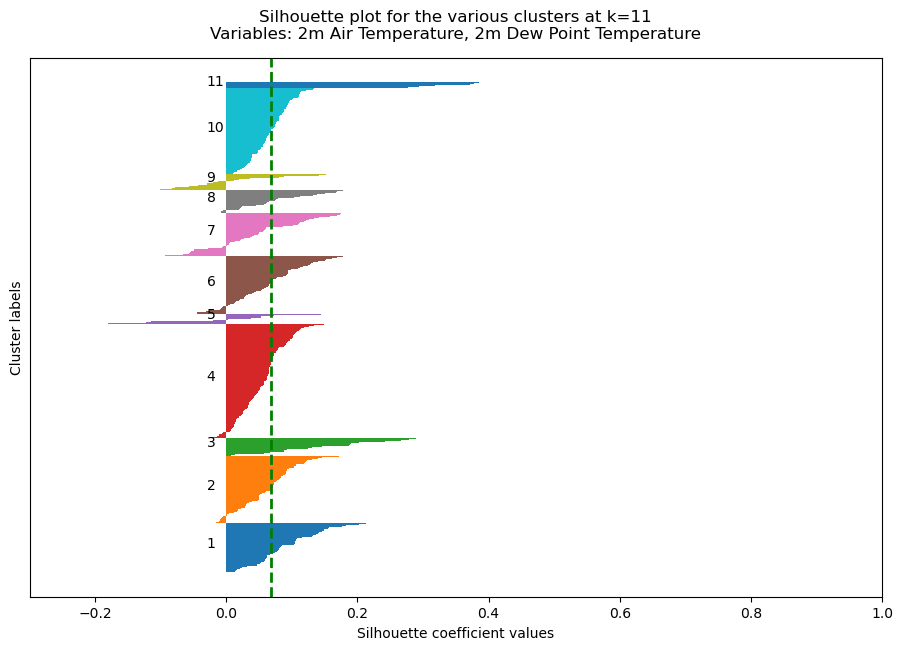 Silhouette plot for the various clusters at k=11
Variables: 2m Air Temperature, 2m Dew Point Temperature
Cluster labels
11
10
9
8
7
6
5
4
3
2
1
−0.2 0.0 0.2 0.4 0.6 0.8 1.0
Silhouette coefficient values